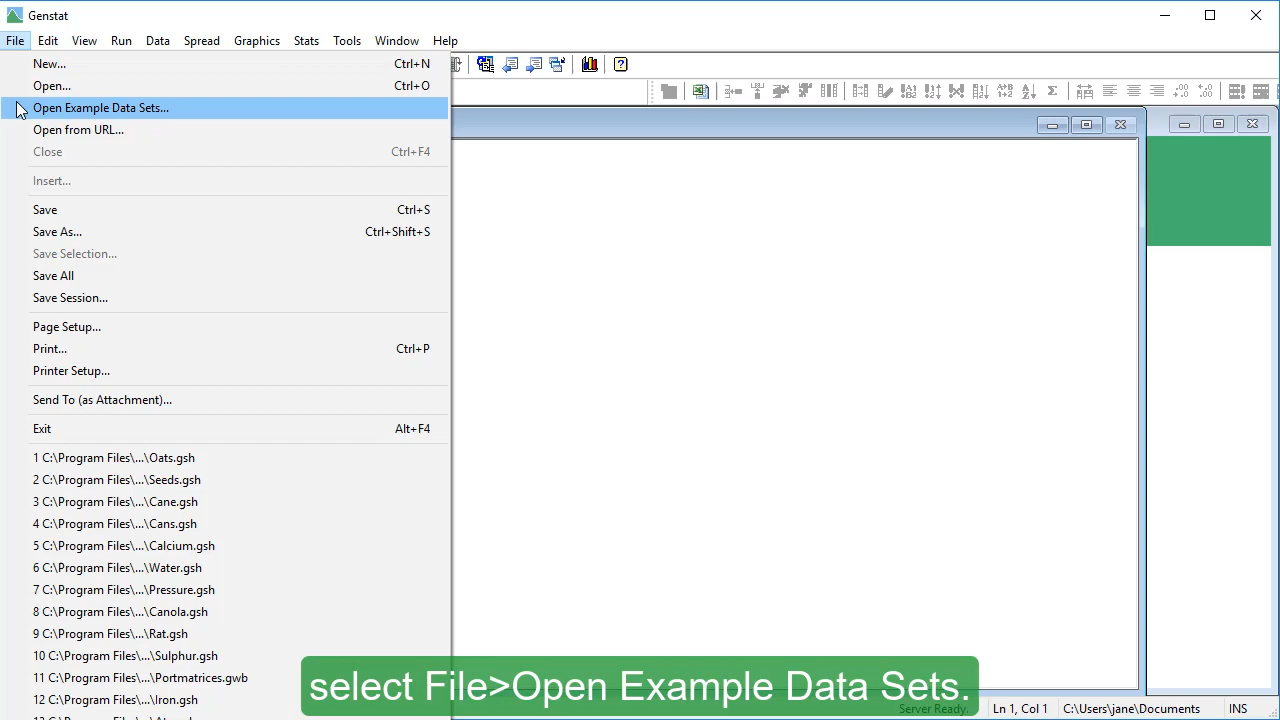 Genstat
File Edit View Run Data Spread Graphics Stats Tools Window Help
New... Ctrl+N
Open... Ctrl+O
Open Example Data Sets...
Open from URL...
Close Ctrl+F4
Insert...
Save Ctrl+S
Save As... Ctrl+Shift+S
Save Selection...
Save All
Save Session...
Page Setup...
Print... Ctrl+P
Printer Setup...
Send To (as Attachment)...
Exit Alt+F4
1 C:\Program Files\...\Oats.gsh
2 C:\Program Files\...\Seeds.gsh
3 C:\Program Files\...\Cane.gsh
4 C:\Program Files\...\Cans.gsh
5 C:\Program Files\...\Calcium.gsh
6 C:\Program Files\...\Water.gsh
7 C:\Program Files\...\Pressure.gsh
8 C:\Program Files\...\Canola.gsh
9 C:\Program Files\...\Rat.gsh
10 C:\Program Files\...\Sulphur.gsh
11 C:\Program Files\...\Portmatrices.gwb
12 C:\Program Files\...\Iron.gsh
select File>Open Example Data Sets.
Server Ready. Ln 1, Col 1 C:\Users\jane\Documents INS